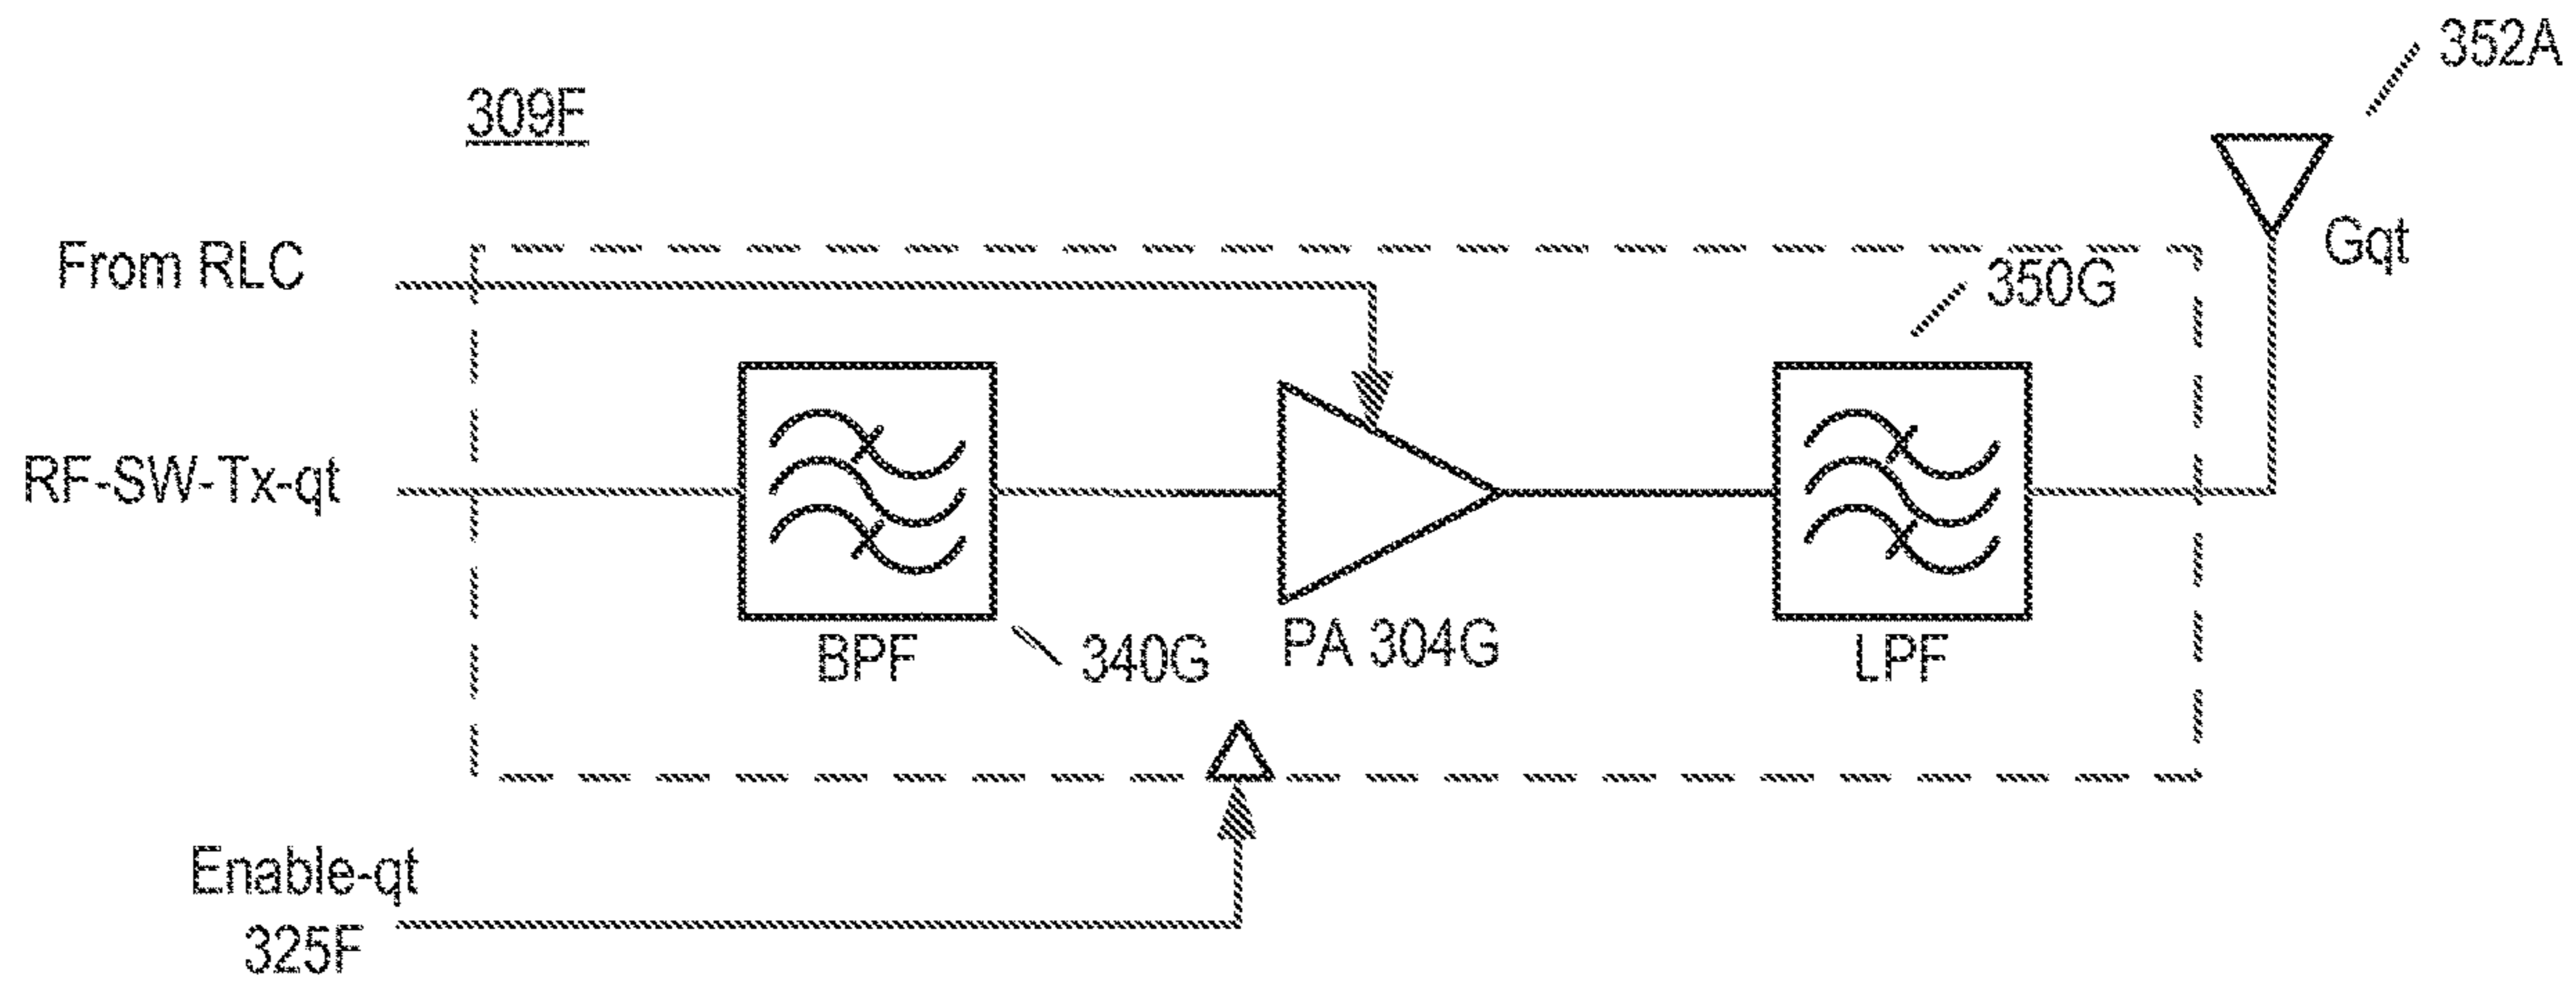 352A
309F
From RLC
Gqt
350G
RF-SW-Tx-qt
BPF
340G
PA 304G
LPF
Enable-qt
325F